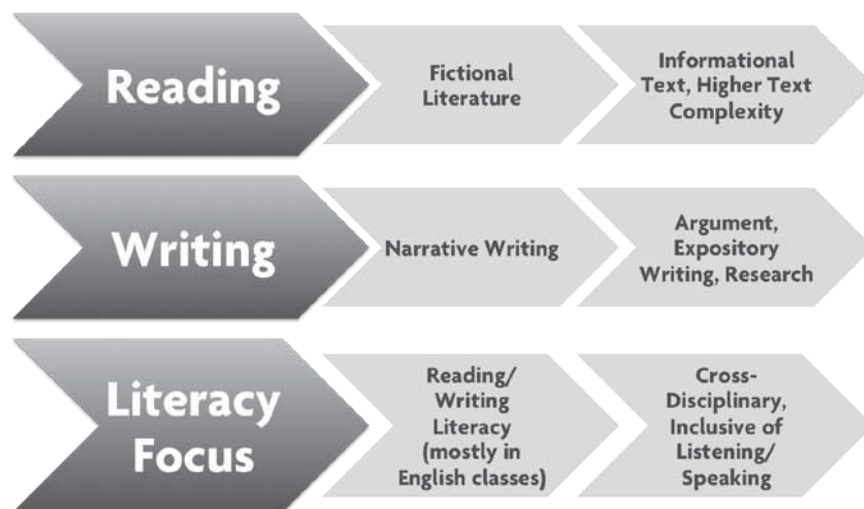 Reading
Fictional
Literature
Informational
Text, Higher Text
Complexity
Writing
Narrative Writing
Argument,
Expository
Writing, Research
Literacy
Focus
Reading/
Writing
Literacy
(mostly in
English classes)
Cross-
Disciplinary,
Inclusive of
Listening/
Speaking